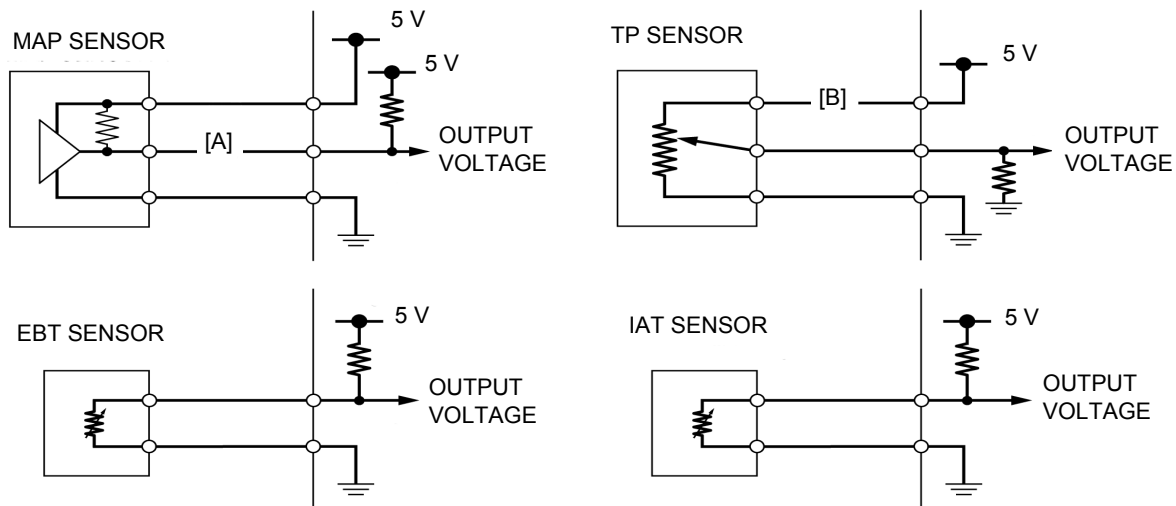 MAP SENSOR
5 V
5 V
[A]
OUTPUT
VOLTAGE
TP SENSOR
5 V
[B]
OUTPUT
VOLTAGE
EBT SENSOR
5 V
OUTPUT
VOLTAGE
IAT SENSOR
5 V
OUTPUT
VOLTAGE